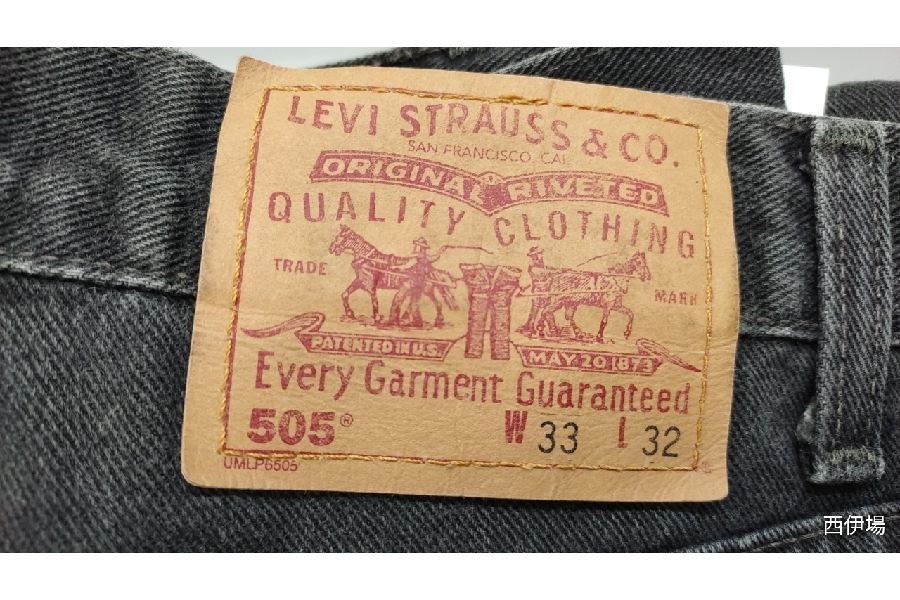 LEVI STRAUSS & CO.
SAN FRANCISCO, CAL
ORIGINAL RIVETED
QUALITY CLOTHING
TRADE MARK
PATENTED IN U.S. MAY 20 1873
Every Garment Guaranteed
505® W 33 L 32
UMLP6505 ®
西伊場